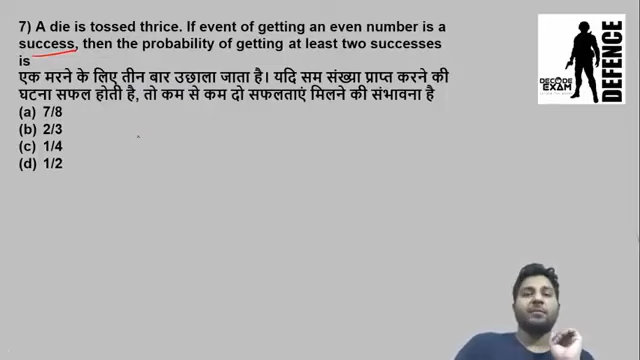 7) A die is tossed thrice. If event of getting an even number is a
success, then the probability of getting at least two successes
is
एक मरने के लिए तीन बार उछाला जाता है। यदि सम संख्या प्राप्त करने की
घटना सफल होती है, तो कम से कम दो सफलताएं मिलने की संभावना है
(a) 7/8
(b) 2/3
(c) 1/4
(d) 1/2
DECODE
EXAM
DEFENCE